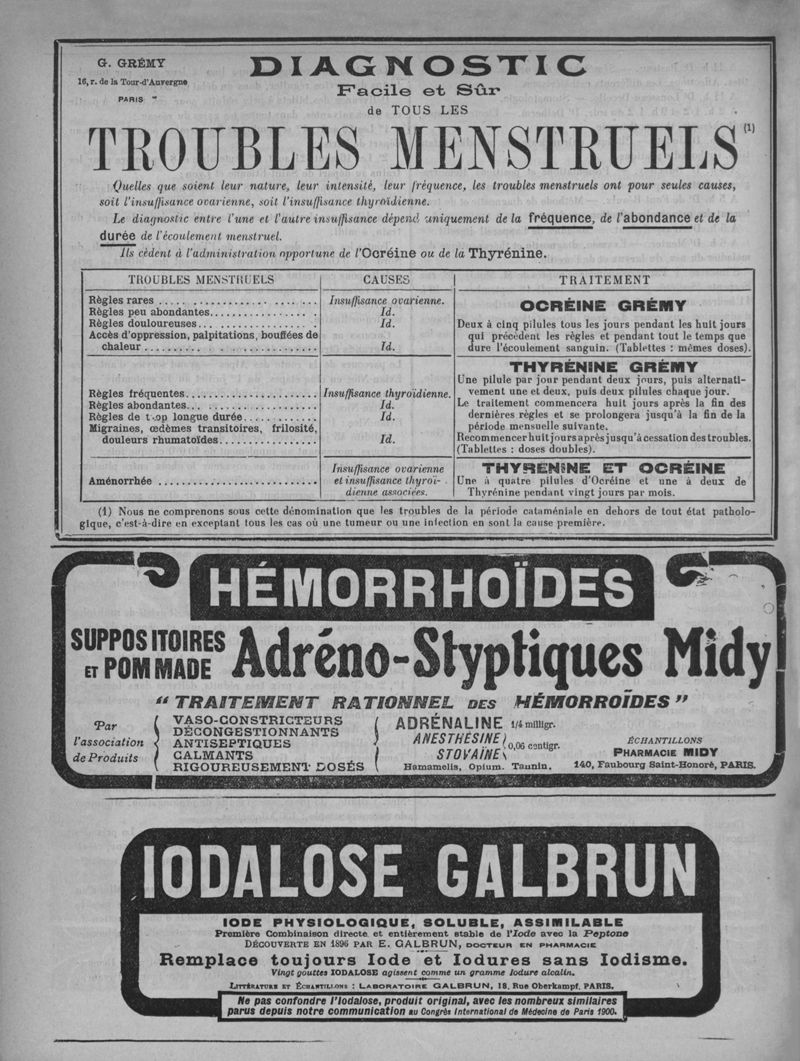 G. GRÉMY
16, r. de la Tour-d'Auvergne
PARIS
DIAGNOSTIC
Facile et Sûr
de TOUS LES
TROUBLES MENSTRUELS (1)
Quelles que soient leur nature, leur intensité, leur fréquence, les troubles menstruels ont pour seules causes,
soit l'insuffisance ovarienne, soit l'insuffisance thyroïdienne.
Le diagnostic entre l'une et l'autre insuffisance dépend uniquement de la fréquence, de l'abondance et de la
durée de l'écoulement menstruel.
Ils cèdent à l'administration opportune de l'Ocréine ou de la Thyrénine.
TROUBLES MENSTRUELS CAUSES TRAITEMENT
Règles rares Insuffisance ovarienne.
Règles peu abondantes Id.
Règles douloureuses Id.
Accès d'oppression, palpitations, bouffées de
chaleur Id.
OCRÉINE GRÉMY
Deux à cinq pilules tous les jours pendant les huit jours
qui précèdent les règles et pendant tout le temps que
dure l'écoulement sanguin. (Tablettes : mêmes doses).
Règles fréquentes Insuffisance thyroïdienne.
Règles abondantes Id.
Règles de t.op longue durée Id.
Migraines, œdèmes transitoires, frilosité,
douleurs rhumatoïdes Id.
THYRÉNINE GRÉMY
Une pilule par jour pendant deux jours, puis alternati-
vement une et deux, puis deux pilules chaque jour.
Le traitement commencera huit jours après la fin des
dernières règles et se prolongera jusqu'à la fin de la
période mensuelle suivante.
Recommencer huit jours après jusqu'à cessation des troubles.
(Tablettes : doses doubles).
Aménorrhée
Insuffisance ovarienne
et insuffisance thyroï-
dienne associées.
THYRÉNINE ET OCRÉINE
Une à quatre pilules d'Ocréine et une à deux de
Thyrénine pendant vingt jours par mois.
(1) Nous ne comprenons sous cette dénomination que les troubles de la période cataméniale en dehors de tout état patholo-
gique, c'est-à-dire en exceptant tous les cas où une tumeur ou une infection en sont la cause première.
HÉMORRHOÏDES
SUPPOSITOIRES
ET POMMADE
Adréno-Styptiques Midy
“ TRAITEMENT RATIONNEL DES HÉMORROÏDES ”
Par
l'association
de Produits
VASO-CONSTRICTEURS
DÉCONGESTIONNANTS
ANTISEPTIQUES
CALMANTS
RIGOUREUSEMENT DOSÉS
ADRÉNALINE 1/4 milligr.
ANESTHESINE
STOVAÏNE
0,06 centigr.
Hamamelis, Opium. Tannin.
ÉCHANTILLONS
PHARMACIE MIDY
140, Faubourg Saint-Honoré, PARIS.
IODALOSE GALBRUN
IODE PHYSIOLOGIQUE, SOLUBLE, ASSIMILABLE
Première Combinaison directe et entièrement stable de l'Iode avec la Peptone
DÉCOUVERTE EN 1896 PAR E. GALBRUN, DOCTEUR EN PHARMACIE
Remplace toujours Iode et Iodures sans Iodisme.
Vingt gouttes IODALOSE agissent comme un gramme Iodure alcalin.
LITTÉRATURE ET ÉCHANTILLONS : LABORATOIRE GALBRUN, 18, Rue Oberkampf, PARIS.
Ne pas confondre l'Iodalose, produit original, avec les nombreux similaires
parus depuis notre communication au Congrès International de Médecine de Paris 1900.